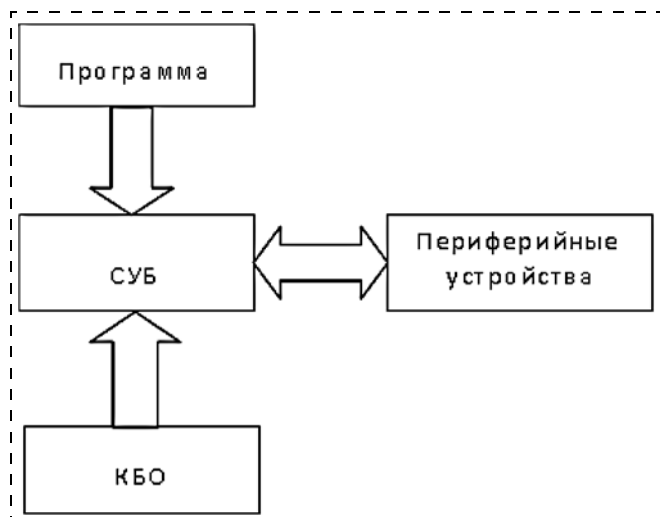 Программа
СУБ
Периферийные
устройства
КБО